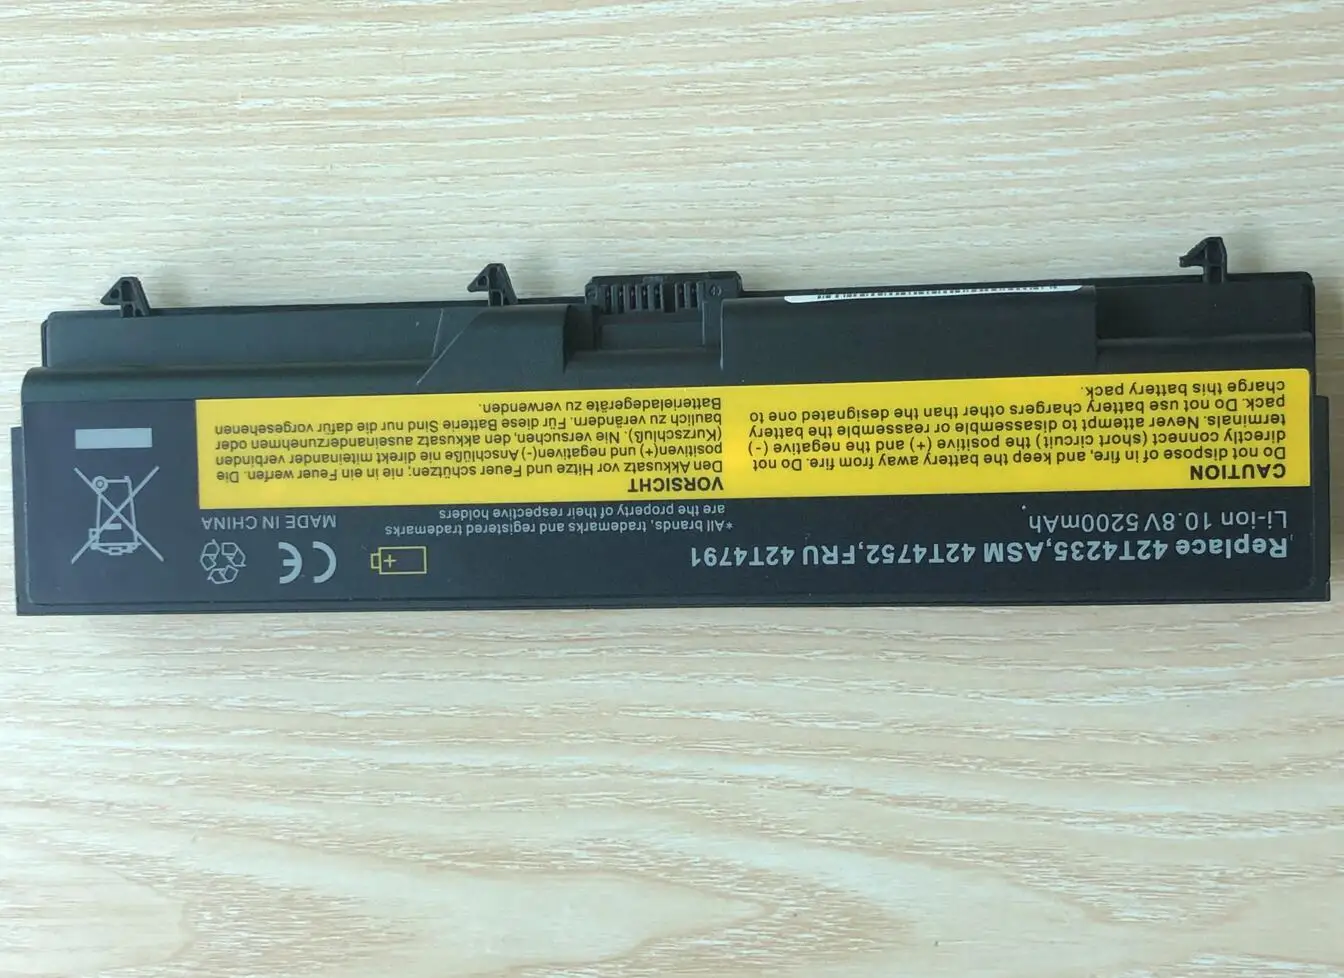 Replace 42T4235,ASM 42T4752,FRU 42T4791
Li-ion 10.8V 5200mAh,
*All brands, trademarks and registered trademarks
are the property of their respective holders
CE
MADE IN CHINA
CAUTION
Do not dispose of in fire, and keep the battery away from fire. Do not
directly connect (short circuit) the positive (+) and the negative (-)
terminals. Never attempt to disassemble or reassemble the battery
pack. Do not use battery chargers other than the designated one to
charge this battery pack.
VORSICHT
Den Akkusatz vor Hitze und Feuer schützen; nie in ein Feuer werfen. Die
positiven(+) und negativen(-) Anschlüße nie direkt miteinander verbinden
(Kurzschluß). Nie versuchen, den akkusatz auseinanderzunehmen oder
baulich zu verändern. Für diese Batterie Sind nur die dafür vorgesehenen
Batterieladegeräte zu verwenden.